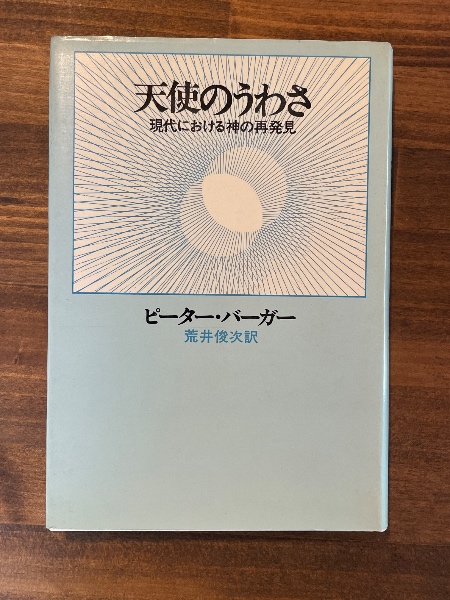 天使のうわさ
現代における神の再発見
ピーター・バーガー
荒井俊次訳